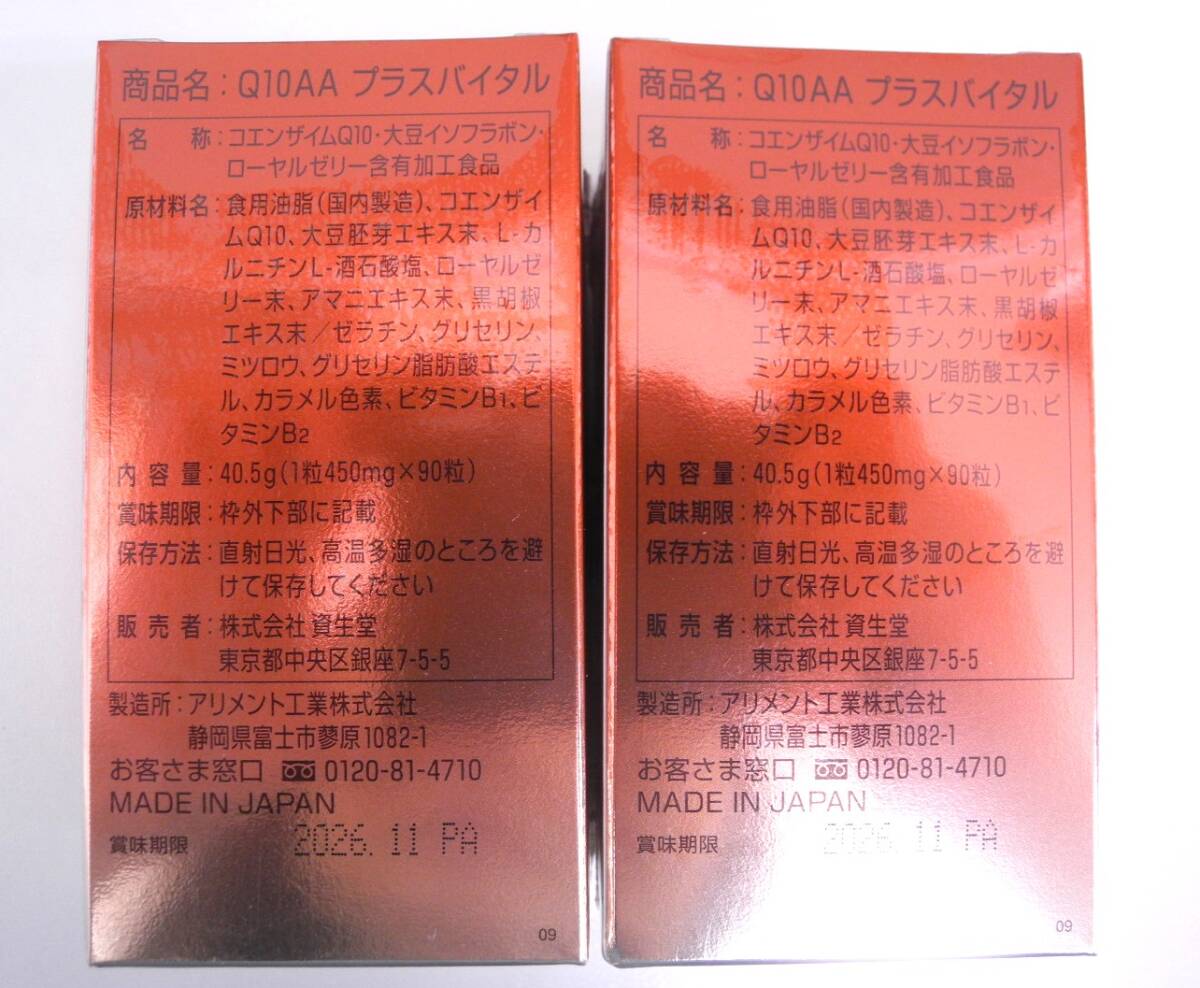 商品名：Q10AA プラスバイタル
名　称：コエンザイムQ10・大豆イソフラボン・
ローヤルゼリー含有加工食品
原材料名：食用油脂（国内製造）、コエンザイ
ムQ10、大豆胚芽エキス末、L-カ
ルニチンL-酒石酸塩、ローヤルゼ
リー末、アマニエキス末、黒胡椒
エキス末／ゼラチン、グリセリン、
ミツロウ、グリセリン脂肪酸エステ
ル、カラメル色素、ビタミンB1、ビ
タミンB2
内容量：40.5g（1粒450mg×90粒）
賞味期限：枠外下部に記載
保存方法：直射日光、高温多湿のところを避
けて保存してください
販売者：株式会社 資生堂
東京都中央区銀座7-5-5
製造所：アリメント工業株式会社
静岡県富士市蓼原1082-1
お客さま窓口 0120-81-4710
MADE IN JAPAN
賞味期限 2026.11 PA
09
商品名：Q10AA プラスバイタル
名　称：コエンザイムQ10・大豆イソフラボン・
ローヤルゼリー含有加工食品
原材料名：食用油脂（国内製造）、コエンザイ
ムQ10、大豆胚芽エキス末、L-カ
ルニチンL-酒石酸塩、ローヤルゼ
リー末、アマニエキス末、黒胡椒
エキス末／ゼラチン、グリセリン、
ミツロウ、グリセリン脂肪酸エステ
ル、カラメル色素、ビタミンB1、ビ
タミンB2
内容量：40.5g（1粒450mg×90粒）
賞味期限：枠外下部に記載
保存方法：直射日光、高温多湿のところを避
けて保存してください
販売者：株式会社 資生堂
東京都中央区銀座7-5-5
製造所：アリメント工業株式会社
静岡県富士市蓼原1082-1
お客さま窓口 0120-81-4710
MADE IN JAPAN
賞味期限 2026.11 PA
09